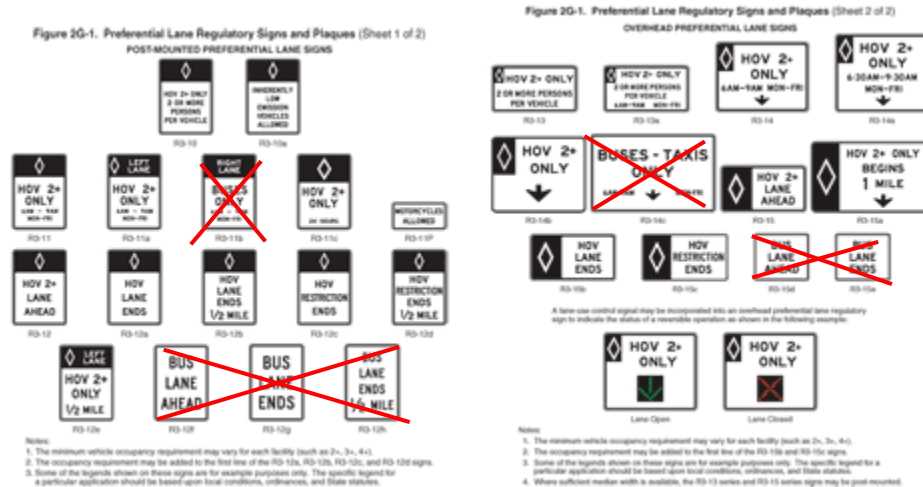 Figure 2G-1. Preferential Lane Regulatory Signs and Plaques (Sheet 1 of 2)
POST-MOUNTED PREFERENTIAL LANE SIGNS
HOV 2+ ONLY
2 OR MORE
PERSONS
PER VEHICLE
R3-10
INHERENTLY
LOW
EMISSION
VEHICLES
ALLOWED
R3-10a
HOV 2+
ONLY
6AM - 9AM
MON-FRI
R3-11
LEFT
LANE
HOV 2+
ONLY
6AM - 9AM
MON-FRI
R3-11a
RIGHT
LANE
BUSES
ONLY
R3-11b
HOV 2+
ONLY
24 HOURS
R3-11c
MOTORCYCLES
ALLOWED
R3-11P
HOV 2+
LANE
AHEAD
R3-12
HOV
LANE
ENDS
R3-12a
HOV
LANE
ENDS
1/2 MILE
R3-12b
HOV
RESTRICTION
ENDS
R3-12c
HOV
RESTRICTION
ENDS
1/2 MILE
R3-12d
LEFT
LANE
HOV 2+
ONLY
1/2 MILE
R3-12e
BUS
LANE
AHEAD
R3-12f
BUS
LANE
ENDS
R3-12g
BUS
LANE
ENDS
1/2 MILE
R3-12h
Notes:
1. The minimum vehicle occupancy requirement may vary for each facility (such as 2+, 3+, 4+).
2. The occupancy requirement may be added to the first line of the R3-12a, R3-12b, R3-12c, and R3-12d signs.
3. Some of the legends shown on these signs are for example purposes only. The specific legend for
a particular application should be based upon local conditions, ordinances, and State statutes.
Figure 2G-1. Preferential Lane Regulatory Signs and Plaques (Sheet 2 of 2)
OVERHEAD PREFERENTIAL LANE SIGNS
HOV 2+ ONLY
2 OR MORE PERSONS
PER VEHICLE
R3-13
HOV 2+ ONLY
2 OR MORE PERSONS
PER VEHICLE
6AM-9AM MON-FRI
R3-13a
HOV 2+
ONLY
6AM-9AM MON-FRI
R3-14
HOV 2+
ONLY
6:30AM-9:30AM
MON-FRI
R3-14a
HOV 2+
ONLY
R3-14b
BUSES - TAXIS
ONLY
MON-FRI
R3-14c
HOV 2+
LANE
AHEAD
R3-15
HOV 2+ ONLY
BEGINS
1 MILE
R3-15a
HOV
LANE
ENDS
R3-15b
HOV
RESTRICTION
ENDS
R3-15c
BUS
LANE
AHEAD
R3-15d
BUS
LANE
ENDS
R3-15e
A lane-use control signal may be incorporated into an overhead preferential lane regulatory
sign to indicate the status of a reversible operation as shown in the following example:
HOV 2+
ONLY
Lane Open
HOV 2+
ONLY
Lane Closed
Notes:
1. The minimum vehicle occupancy requirement may vary for each facility (such as 2+, 3+, 4+).
2. The occupancy requirement may be added to the first line of the R3-15b and R3-15c signs.
3. Some of the legends shown on these signs are for example purposes only. The specific legend for a
particular application should be based upon local conditions, ordinances, and State statutes.
4. Where sufficient median width is available, the R3-13 series and R3-15 series signs may be post-mounted.